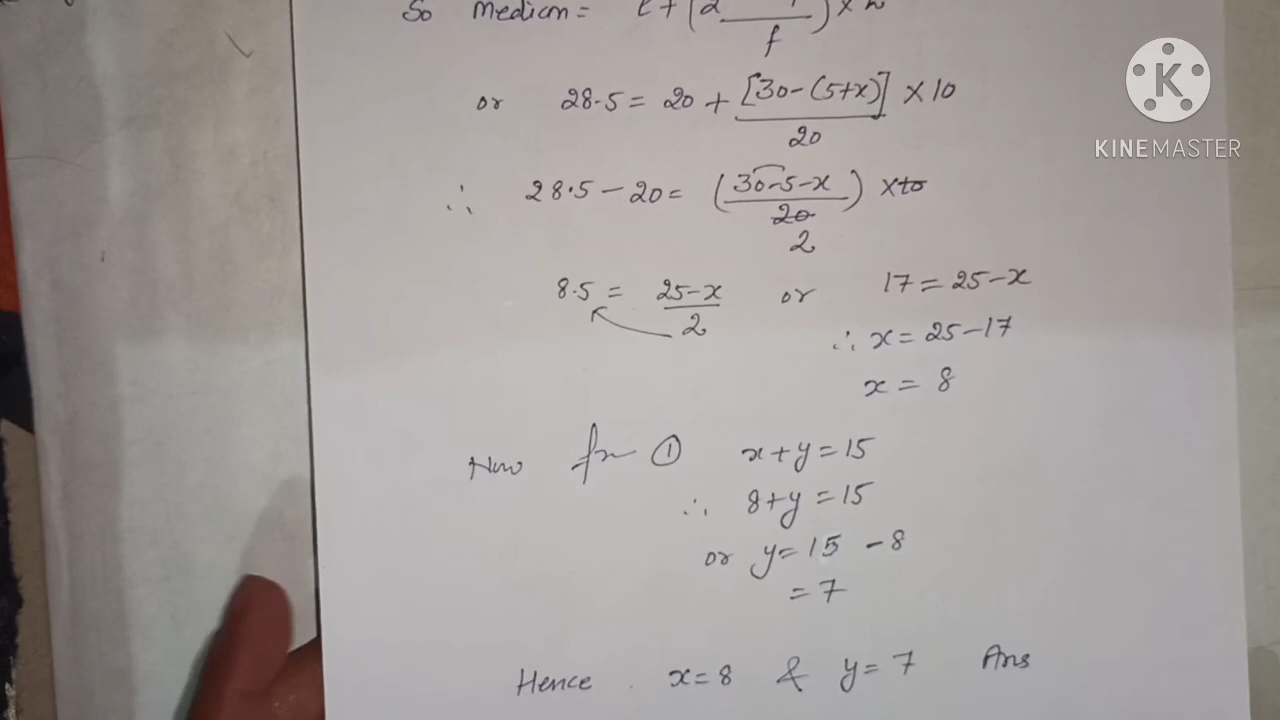 So Median = l + ( 2 f ) × h
or 28.5 = 20 + [30-(5+x)] × 10
20
∴ 28.5 - 20 = (30-5-x) × 10
20
2
8.5 = 25-x or 17 = 25-x
2
∴ x = 25-17
x = 8
Now from ① x+y = 15
∴ 8+y = 15
or y = 15 - 8
= 7
Hence x=8 & y=7 Ans
K
KINEMASTER